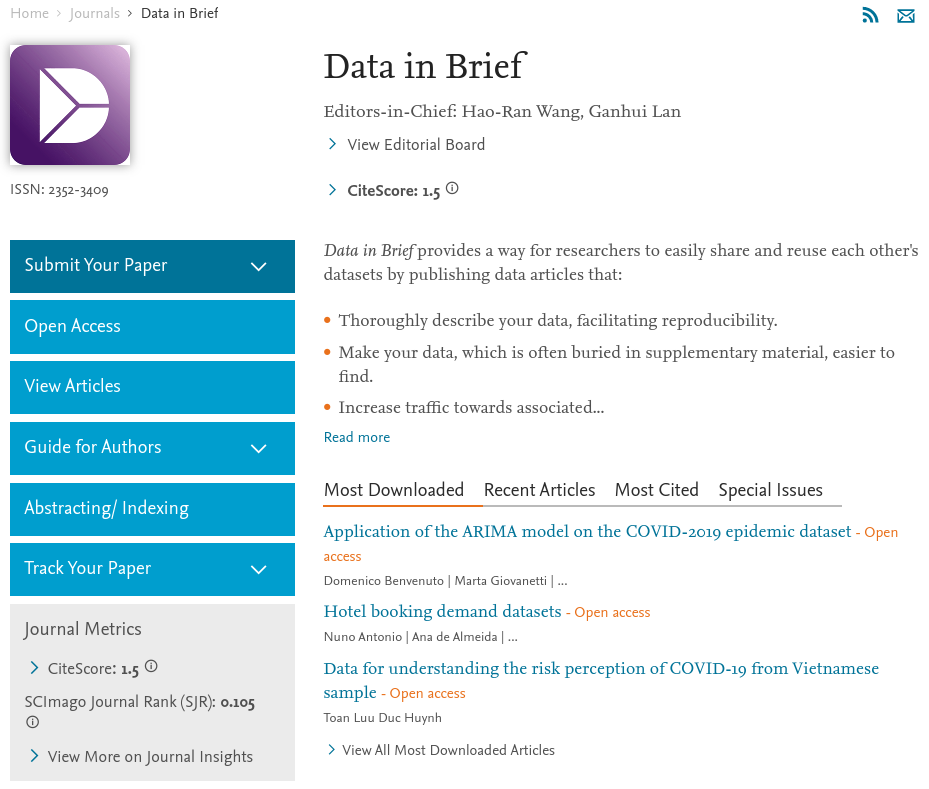 Home > Journals > Data in Brief
Data in Brief
Editors-in-Chief: Hao-Ran Wang, Ganhui Lan
View Editorial Board
CiteScore: 1.5
ISSN: 2352-3409
Submit Your Paper
Open Access
View Articles
Guide for Authors
Abstracting/ Indexing
Track Your Paper
Journal Metrics
CiteScore: 1.5
SCImago Journal Rank (SJR): 0.105
View More on Journal Insights
Data in Brief provides a way for researchers to easily share and reuse each other's
datasets by publishing data articles that:
• Thoroughly describe your data, facilitating reproducibility.
• Make your data, which is often buried in supplementary material, easier to
find.
• Increase traffic towards associated...
Read more
Most Downloaded Recent Articles Most Cited Special Issues
Application of the ARIMA model on the COVID-2019 epidemic dataset - Open
access
Domenico Benvenuto | Marta Giovanetti | ...
Hotel booking demand datasets - Open access
Nuno Antonio | Ana de Almeida | ...
Data for understanding the risk perception of COVID-19 from Vietnamese
sample - Open access
Toan Luu Duc Huynh
View All Most Downloaded Articles